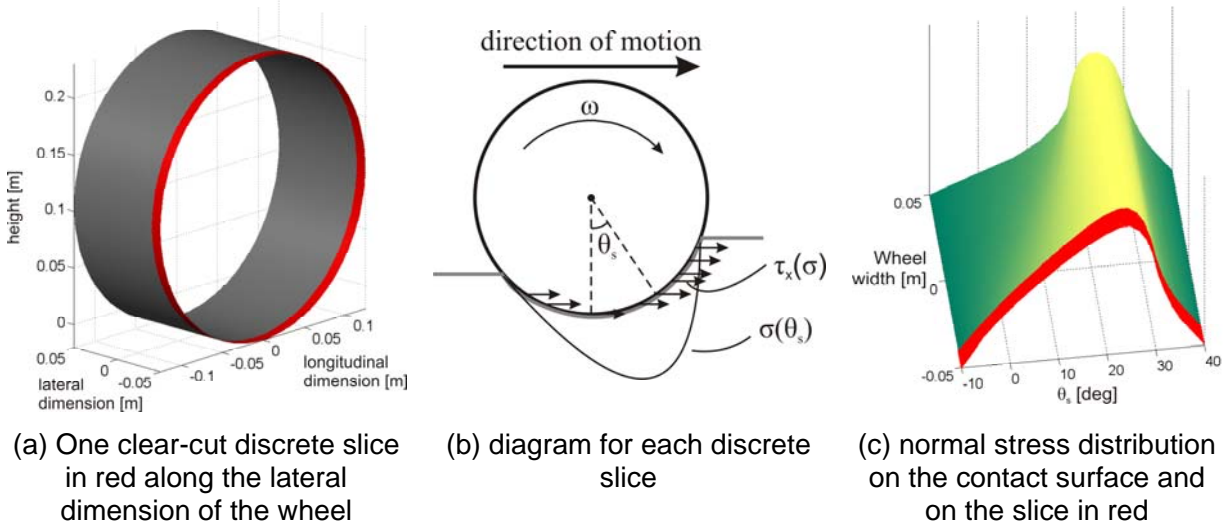 height [m]
0.2
0.15
0.1
0.05
0
0.05
0
-0.05
lateral
dimension [m]
-0.1
-0.05
0
0.05
0.1
longitudinal
dimension [m]
(a) One clear-cut discrete slice
in red along the lateral
dimension of the wheel
direction of motion
ω
θs
τx(σ)
σ(θs)
(b) diagram for each discrete
slice
0.05
Wheel
width [m]
0
-0.05
-10
0
10
20
30
40
θs [deg]
(c) normal stress distribution
on the contact surface and
on the slice in red